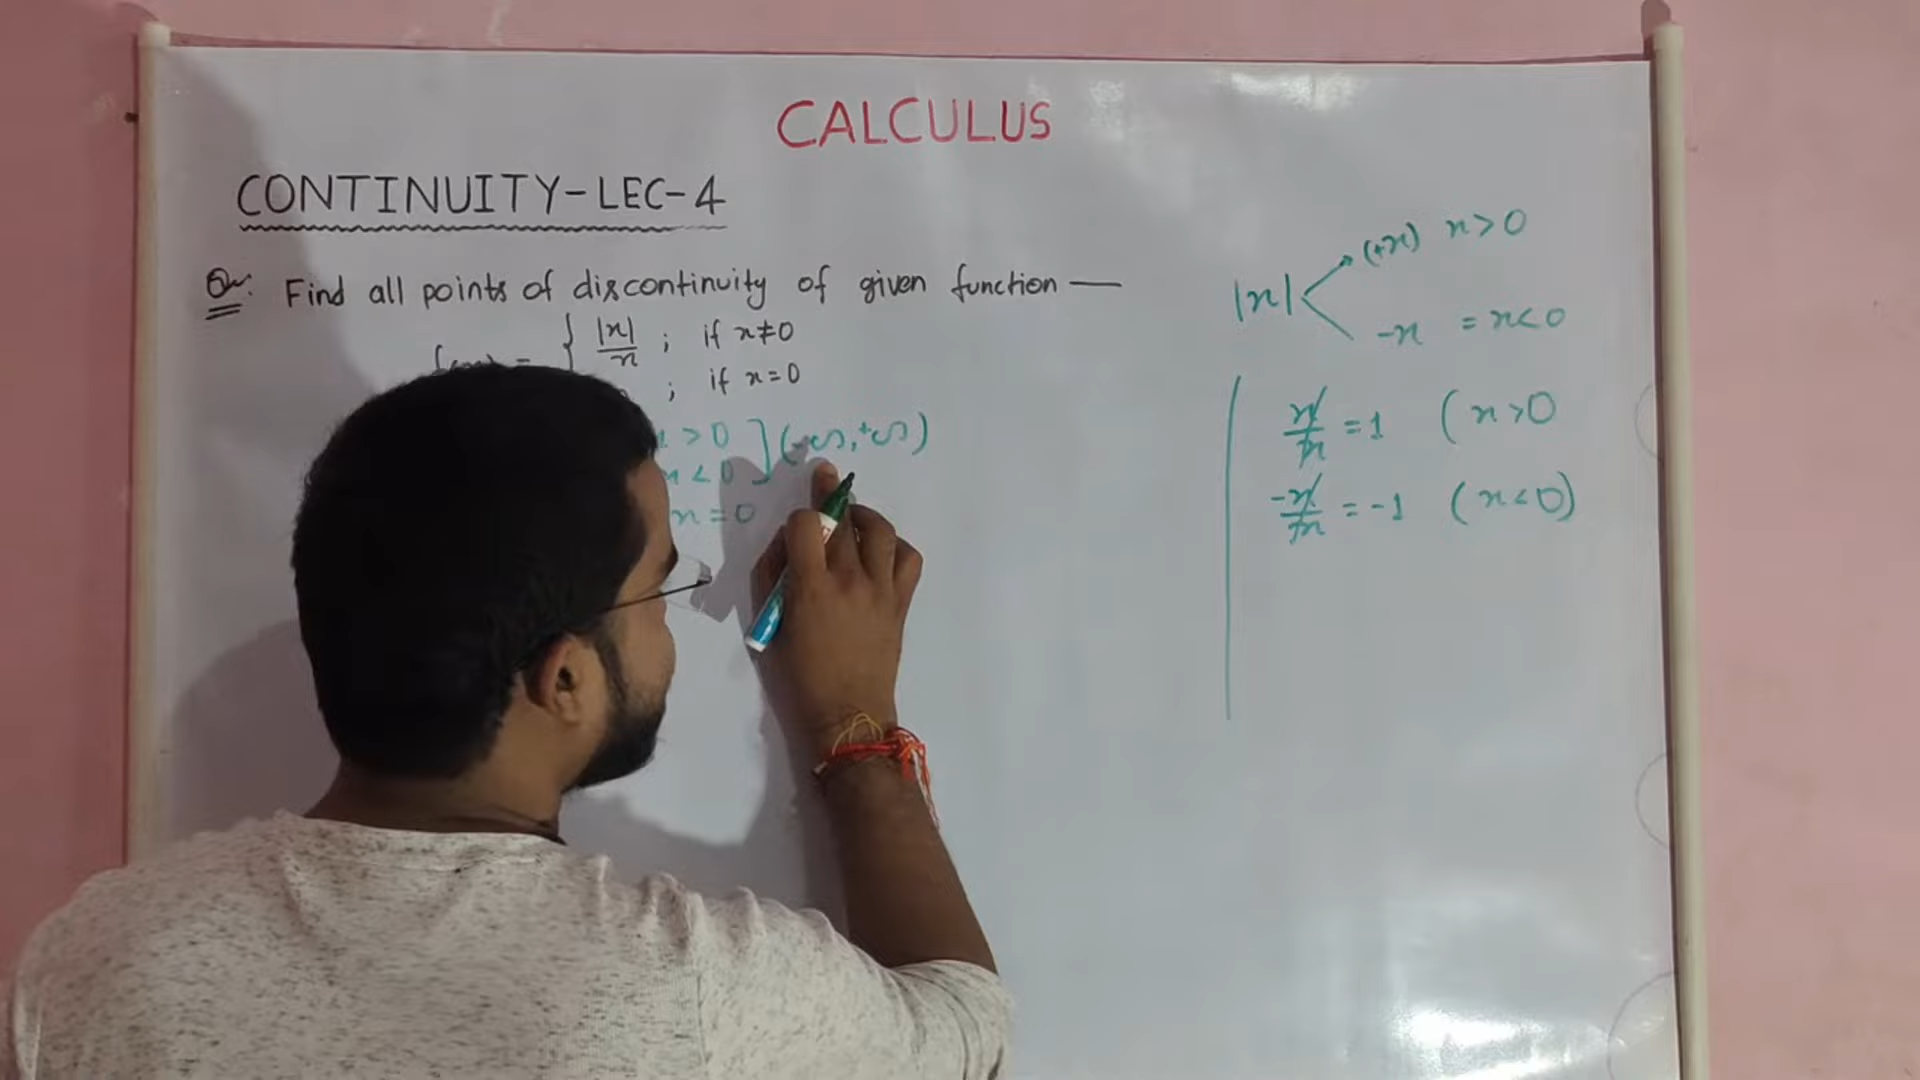 CALCULUS
CONTINUITY-LEC-4
Qn: Find all points of discontinuity of given function —
= { |x|/x ; if x≠0
; if x=0
x > 0 ] (-∞, +∞)
x < 0
x = 0
|x|
(+x) x>0
-x = x<0
x/x = 1 ( x >0
-x/x = -1 ( x < 0)